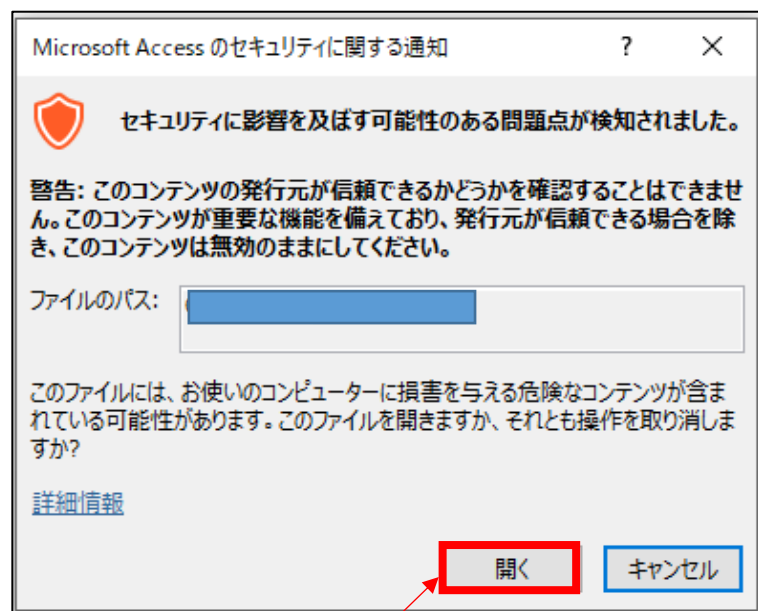 Microsoft Access のセキュリティに関する通知
?
セキュリティに影響を及ぼす可能性のある問題点が検知されました。
警告: このコンテンツの発行元が信頼できるかどうかを確認することはできませ
ん。このコンテンツが重要な機能を備えており、発行元が信頼できる場合を除
き、このコンテンツは無効のままにしてください。
ファイルのパス:
このファイルには、お使いのコンピューターに損害を与える危険なコンテンツが含ま
れている可能性があります。このファイルを開きますか、それとも操作を取り消しま
すか?
詳細情報
開く
キャンセル